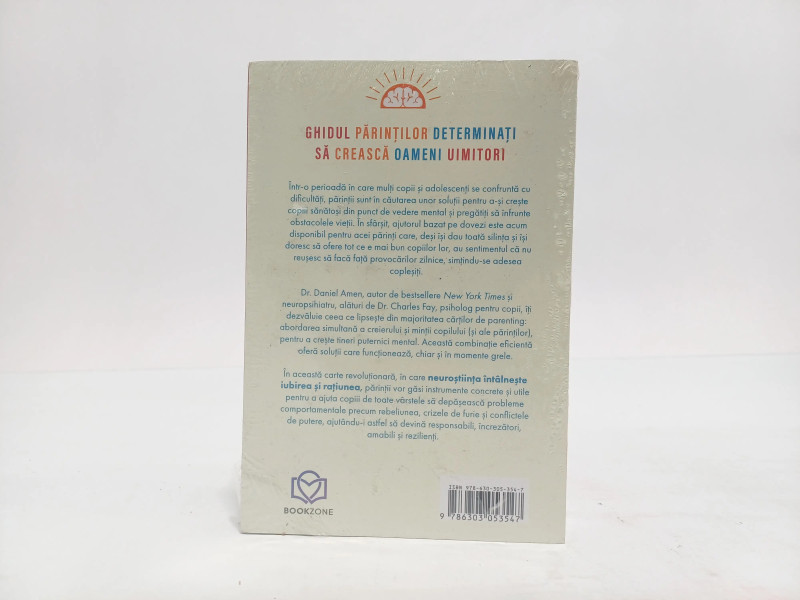 GHIDUL PĂRINȚILOR DETERMINAȚI
SĂ CREASCĂ OAMENI UIMITORI
Într-o perioadă în care mulți copii și adolescenți se confruntă cu
dificultăți, părinții sunt în căutarea unor soluții pentru a-și crește
copiii sănătoși din punct de vedere mental și pregătiți să înfrunte
obstacolele vieții. În sfârșit, ajutorul bazat pe dovezi este acum
disponibil pentru acei părinți care, deși își dau toată silința și își
doresc să ofere tot ce e mai bun copiilor lor, au sentimentul că nu
reușesc să facă față provocărilor zilnice, simțindu-se adesea
copleșiți.
Dr. Daniel Amen, autor de bestsellere New York Times și
neuropsihiatru, alături de Dr. Charles Fay, psiholog pentru copii, îți
dezvăluie ceea ce lipsește din majoritatea cărților de parenting:
abordarea simultană a creierului și minții copilului (și ale părinților),
pentru a crește tineri puternici mental. Această combinație eficientă
oferă soluții care funcționează, chiar și în momente grele.
În această carte revoluționară, în care neuroștiința întâlnește
iubirea și rațiunea, părinții vor găsi instrumente concrete și utile
pentru a ajuta copiii de toate vârstele să depășească probleme
comportamentale precum rebeliunea, crizele de furie și conflictele
de putere, ajutându-i astfel să devină responsabili, încrezători,
amabili și rezilienți.
ISBN 978-630-305-354-7
9 786303 053547
BOOKZONE